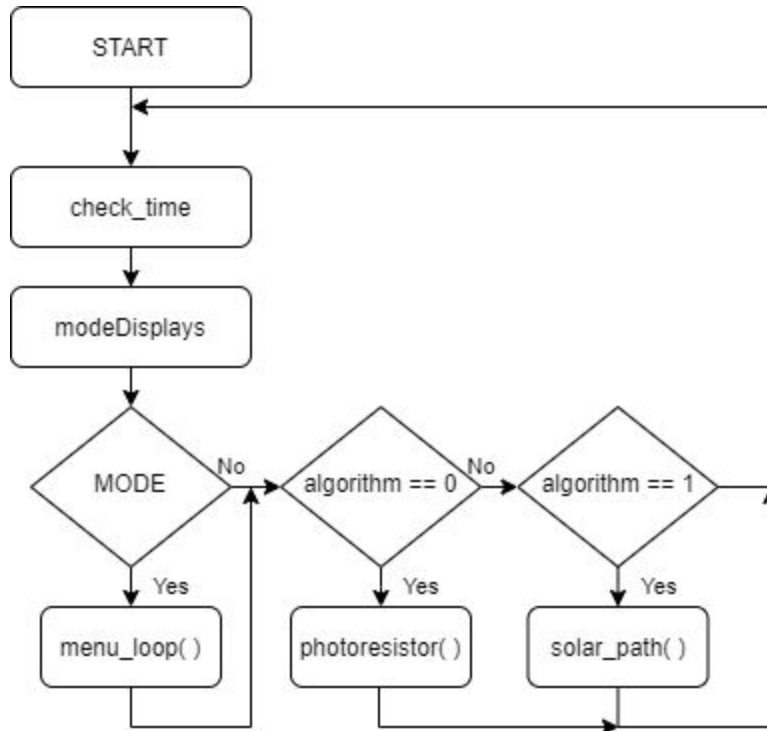 START
check_time
modeDisplays
MODE
No
algorithm == 0
No
algorithm == 1
Yes
Yes
Yes
menu_loop( )
photoresistor( )
solar_path( )